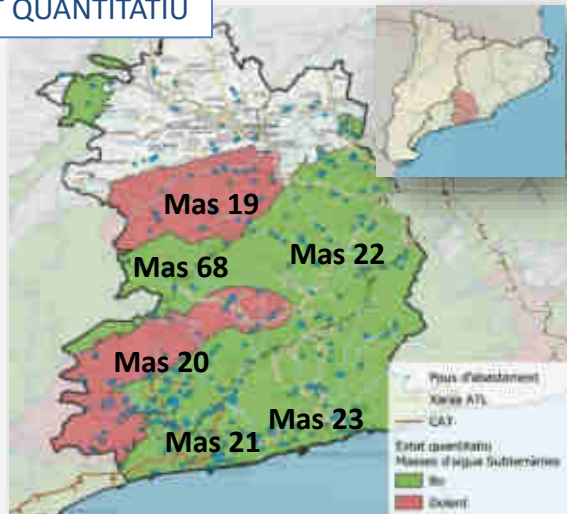 T QUANTITATIU
Mas 19
Mas 68
Mas 22
Mas 20
Mas 23
Mas 21
Pous d'abastament
Xarxa ATL
CAT
Estat quantitatiu
Masses d'aigua Subterrànies
Bo
Dolent